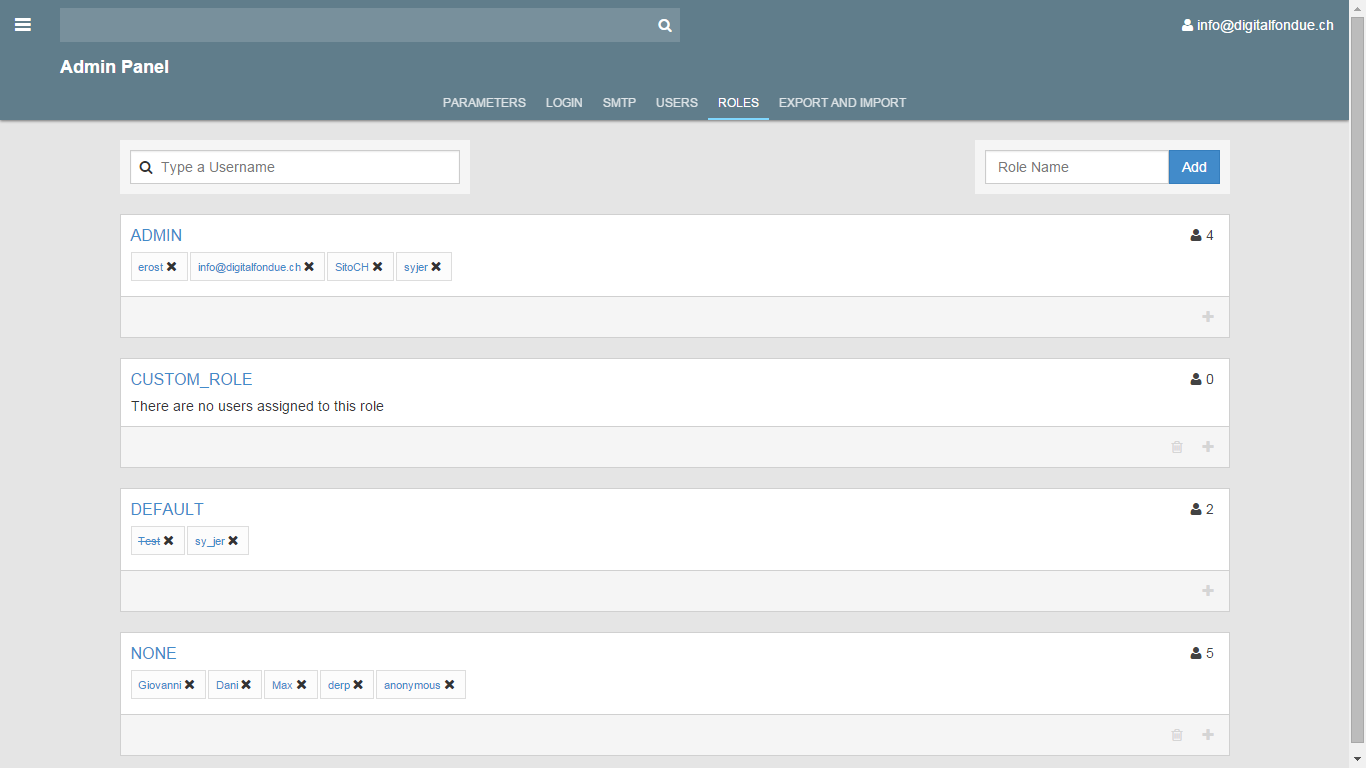 info@digitalfondue.ch
Admin Panel
PARAMETERS LOGIN SMTP USERS ROLES EXPORT AND IMPORT
Type a Username Role Name Add
ADMIN 4
erost info@digitalfondue.ch SitoCH syjer
CUSTOM_ROLE 0
There are no users assigned to this role
DEFAULT 2
Test sy_jer
NONE 5
Giovanni Dani Max derp anonymous